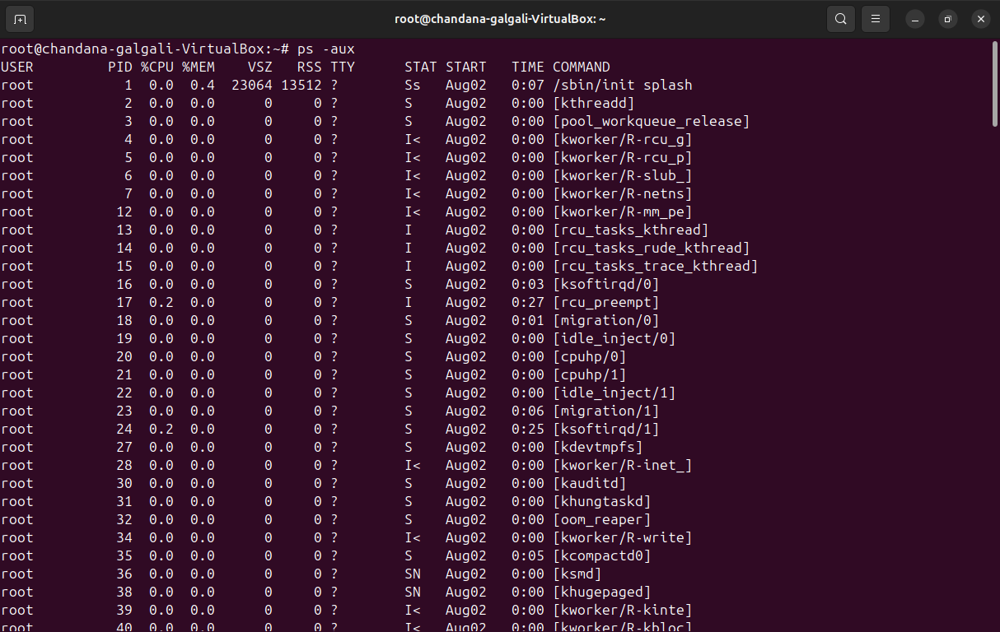 root@chandana-galgali-VirtualBox: ~
root@chandana-galgali-VirtualBox:~# ps -aux
USER         PID %CPU %MEM    VSZ   RSS TTY      STAT START   TIME COMMAND
root           1  0.0  0.4  23064 13512 ?        Ss   Aug02   0:07 /sbin/init splash
root           2  0.0  0.0      0     0 ?        S    Aug02   0:00 [kthreadd]
root           3  0.0  0.0      0     0 ?        S    Aug02   0:00 [pool_workqueue_release]
root           4  0.0  0.0      0     0 ?        I<   Aug02   0:00 [kworker/R-rcu_g]
root           5  0.0  0.0      0     0 ?        I<   Aug02   0:00 [kworker/R-rcu_p]
root           6  0.0  0.0      0     0 ?        I<   Aug02   0:00 [kworker/R-slub_]
root           7  0.0  0.0      0     0 ?        I<   Aug02   0:00 [kworker/R-netns]
root          12  0.0  0.0      0     0 ?        I<   Aug02   0:00 [kworker/R-mm_pe]
root          13  0.0  0.0      0     0 ?        I    Aug02   0:00 [rcu_tasks_kthread]
root          14  0.0  0.0      0     0 ?        I    Aug02   0:00 [rcu_tasks_rude_kthread]
root          15  0.0  0.0      0     0 ?        I    Aug02   0:00 [rcu_tasks_trace_kthread]
root          16  0.0  0.0      0     0 ?        S    Aug02   0:03 [ksoftirqd/0]
root          17  0.2  0.0      0     0 ?        I    Aug02   0:27 [rcu_preempt]
root          18  0.0  0.0      0     0 ?        S    Aug02   0:01 [migration/0]
root          19  0.0  0.0      0     0 ?        S    Aug02   0:00 [idle_inject/0]
root          20  0.0  0.0      0     0 ?        S    Aug02   0:00 [cpuhp/0]
root          21  0.0  0.0      0     0 ?        S    Aug02   0:00 [cpuhp/1]
root          22  0.0  0.0      0     0 ?        S    Aug02   0:00 [idle_inject/1]
root          23  0.0  0.0      0     0 ?        S    Aug02   0:06 [migration/1]
root          24  0.2  0.0      0     0 ?        S    Aug02   0:25 [ksoftirqd/1]
root          27  0.0  0.0      0     0 ?        S    Aug02   0:00 [kdevtmpfs]
root          28  0.0  0.0      0     0 ?        I<   Aug02   0:00 [kworker/R-inet_]
root          30  0.0  0.0      0     0 ?        S    Aug02   0:00 [kauditd]
root          31  0.0  0.0      0     0 ?        S    Aug02   0:00 [khungtaskd]
root          32  0.0  0.0      0     0 ?        S    Aug02   0:00 [oom_reaper]
root          34  0.0  0.0      0     0 ?        I<   Aug02   0:00 [kworker/R-write]
root          35  0.0  0.0      0     0 ?        S    Aug02   0:05 [kcompactd0]
root          36  0.0  0.0      0     0 ?        SN   Aug02   0:00 [ksmd]
root          38  0.0  0.0      0     0 ?        SN   Aug02   0:00 [khugepaged]
root          39  0.0  0.0      0     0 ?        I<   Aug02   0:00 [kworker/R-kinte]
root          40  0.0  0.0      0     0 ?        I<   Aug02   0:00 [kworker/R-kbloc]